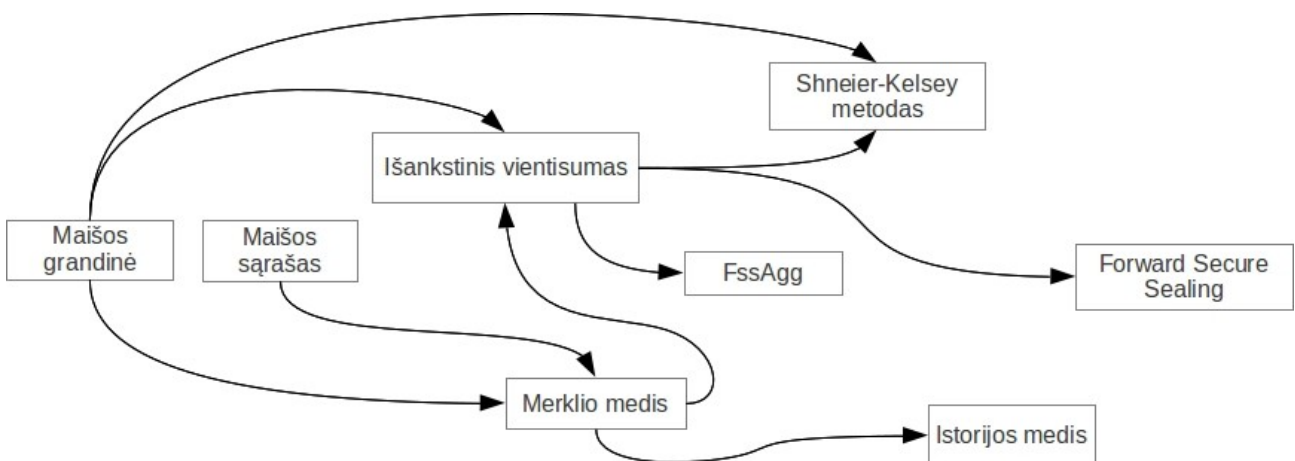 Shneier-Kelsey
metodas
Išankstinis vientisumas
Maišos
grandinė
Maišos
sąrašas
FssAgg
Forward Secure
Sealing
Merklio medis
Istorijos medis